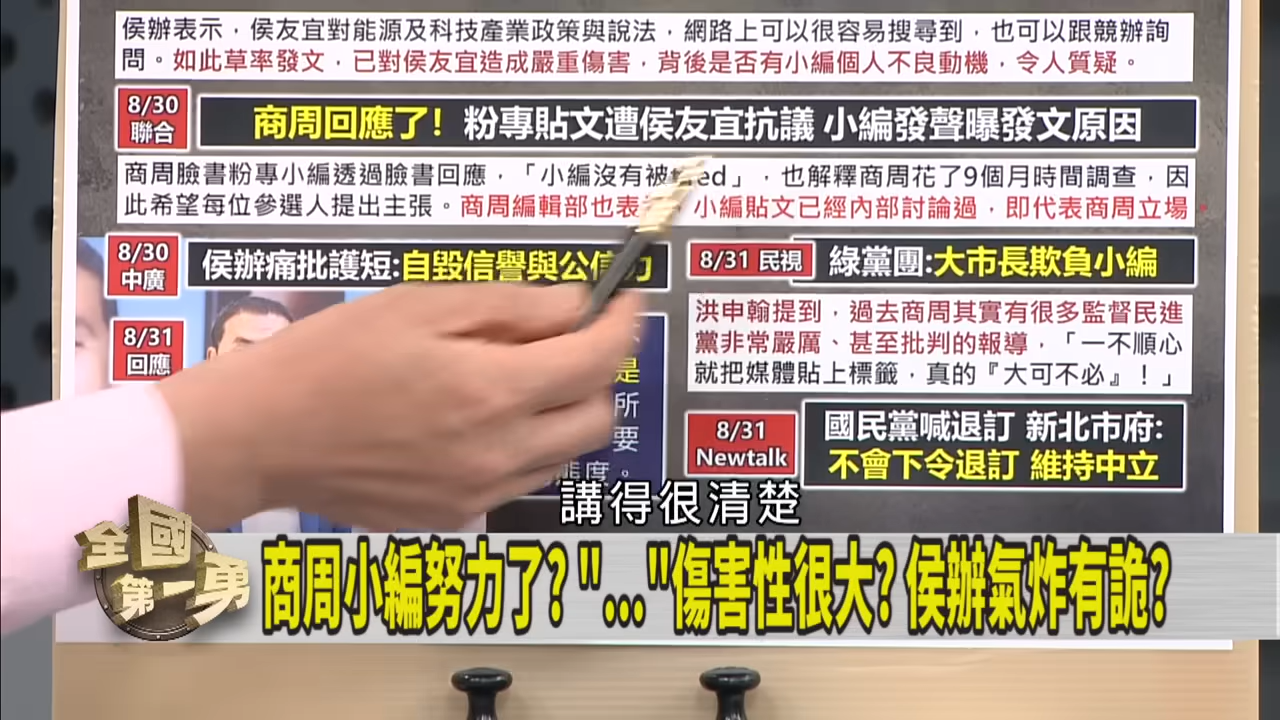 侯辦表示，侯友宜對能源及科技產業政策與說法，網路上可以很容易搜尋到，也可以跟競辦詢
問。如此草率發文，已對侯友宜造成嚴重傷害，背後是否有小編個人不良動機，令人質疑。
8/30
聯合
商周回應了！粉專貼文遭侯友宜抗議 小編發聲曝發文原因
商周臉書粉專小編透過臉書回應，「小編沒有被 ed」，也解釋商周花了9個月時間調查，因
此希望每位參選人提出主張。商周編輯部也表 小編貼文已經內部討論過，即代表商周立場。
8/30
中廣
侯辦痛批護短:自毀信譽與公信力
8/31
回應
是
所
要
態度。
8/31 民視
綠黨團:大市長欺負小編
洪申翰提到，過去商周其實有很多監督民進
黨非常嚴厲、甚至批判的報導，「一不順心
就把媒體貼上標籤，真的『大可不必』！」
8/31
Newtalk
國民黨喊退訂 新北市府:
不會下令退訂 維持中立
講得很清楚
全國
第一勇
商周小編努力了? "..."傷害性很大? 侯辦氣炸有詭?